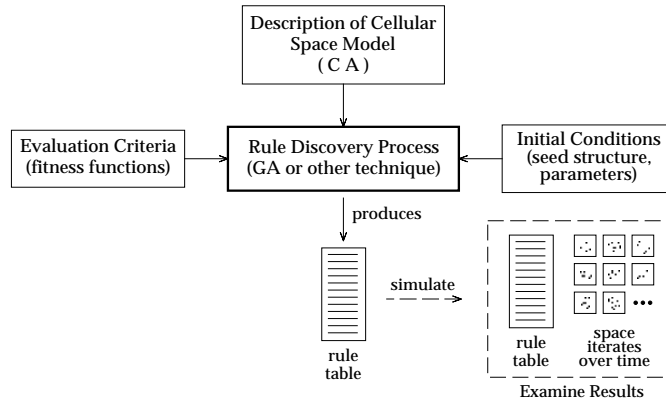 Description of Cellular
Space Model
( C A )
Evaluation Criteria
(fitness functions)
Rule Discovery Process
(GA or other technique)
Initial Conditions
(seed structure,
parameters)
produces
simulate
rule
table
rule
table
space
iterates
over time
Examine Results